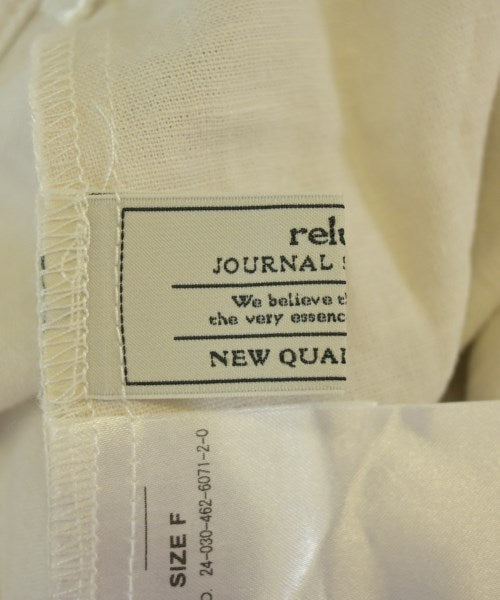 relu
JOURNAL S
We believe t
the very essenc
NEW QUAL
SIZE F
O. 24-030-462-6071-2-0